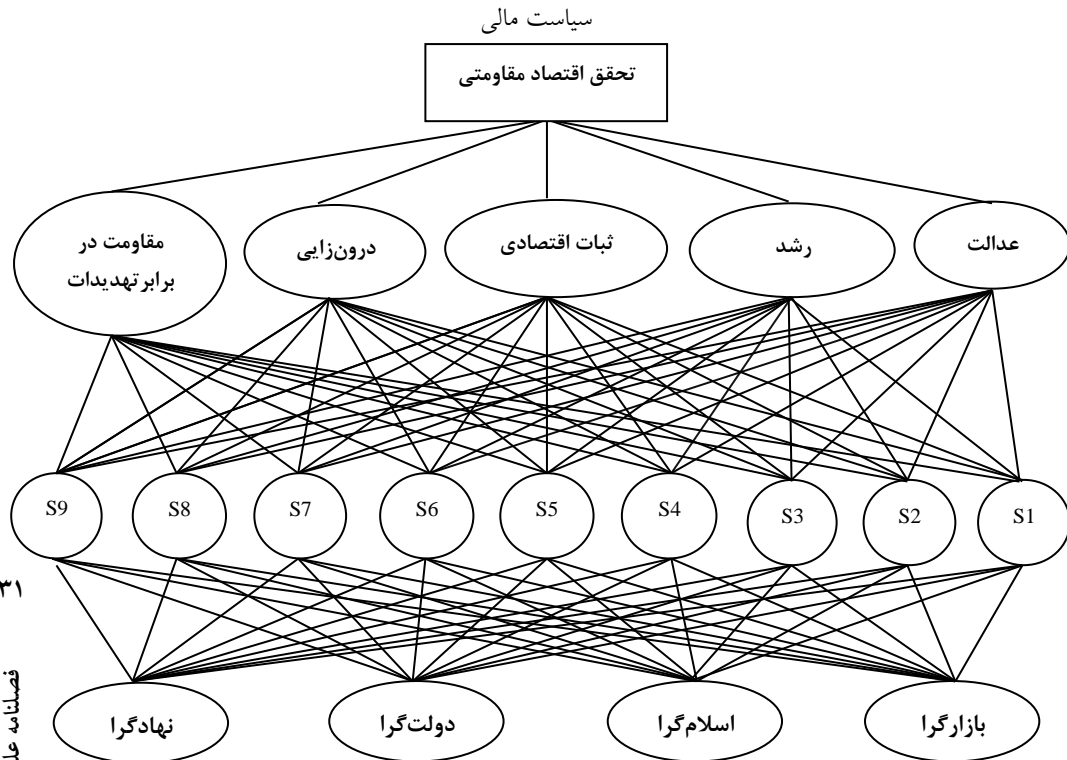 سیاست مالی
تحقق اقتصاد مقاومتی
عدالت
رشد
ثبات اقتصادی
درون‌زایی
مقاومت در
برابر تهدیدات
S1
S2
S3
S4
S5
S6
S7
S8
S9
۳۱
فصلنامه
بازارگرا
اسلام‌گرا
دولت‌گرا
نهادگرا